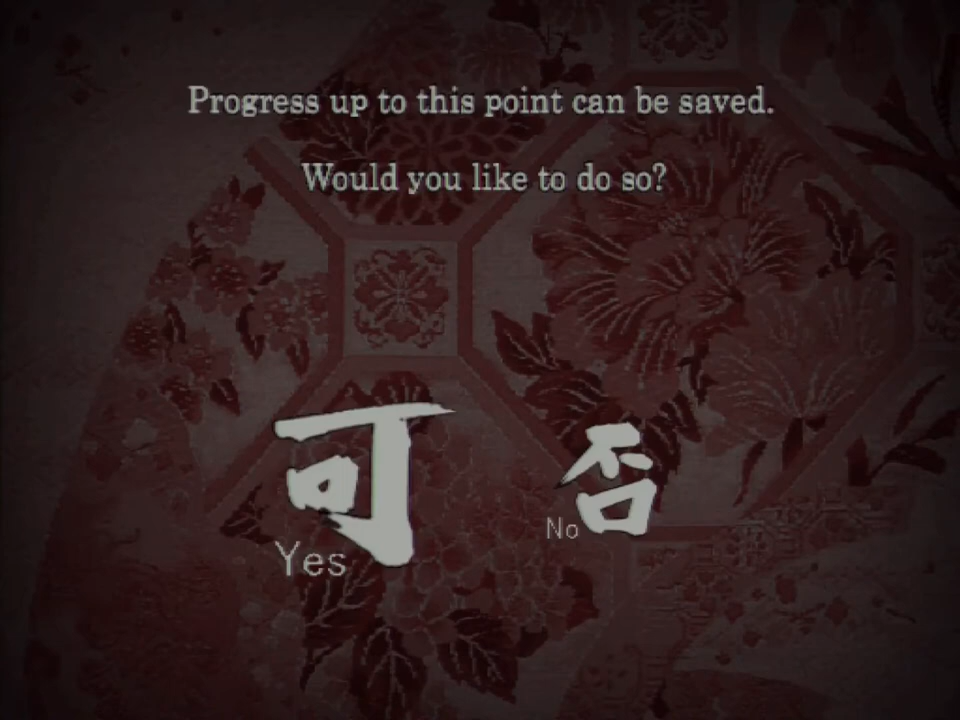 Progress up to this point can be saved.
Would you like to do so?
可 否
Yes No